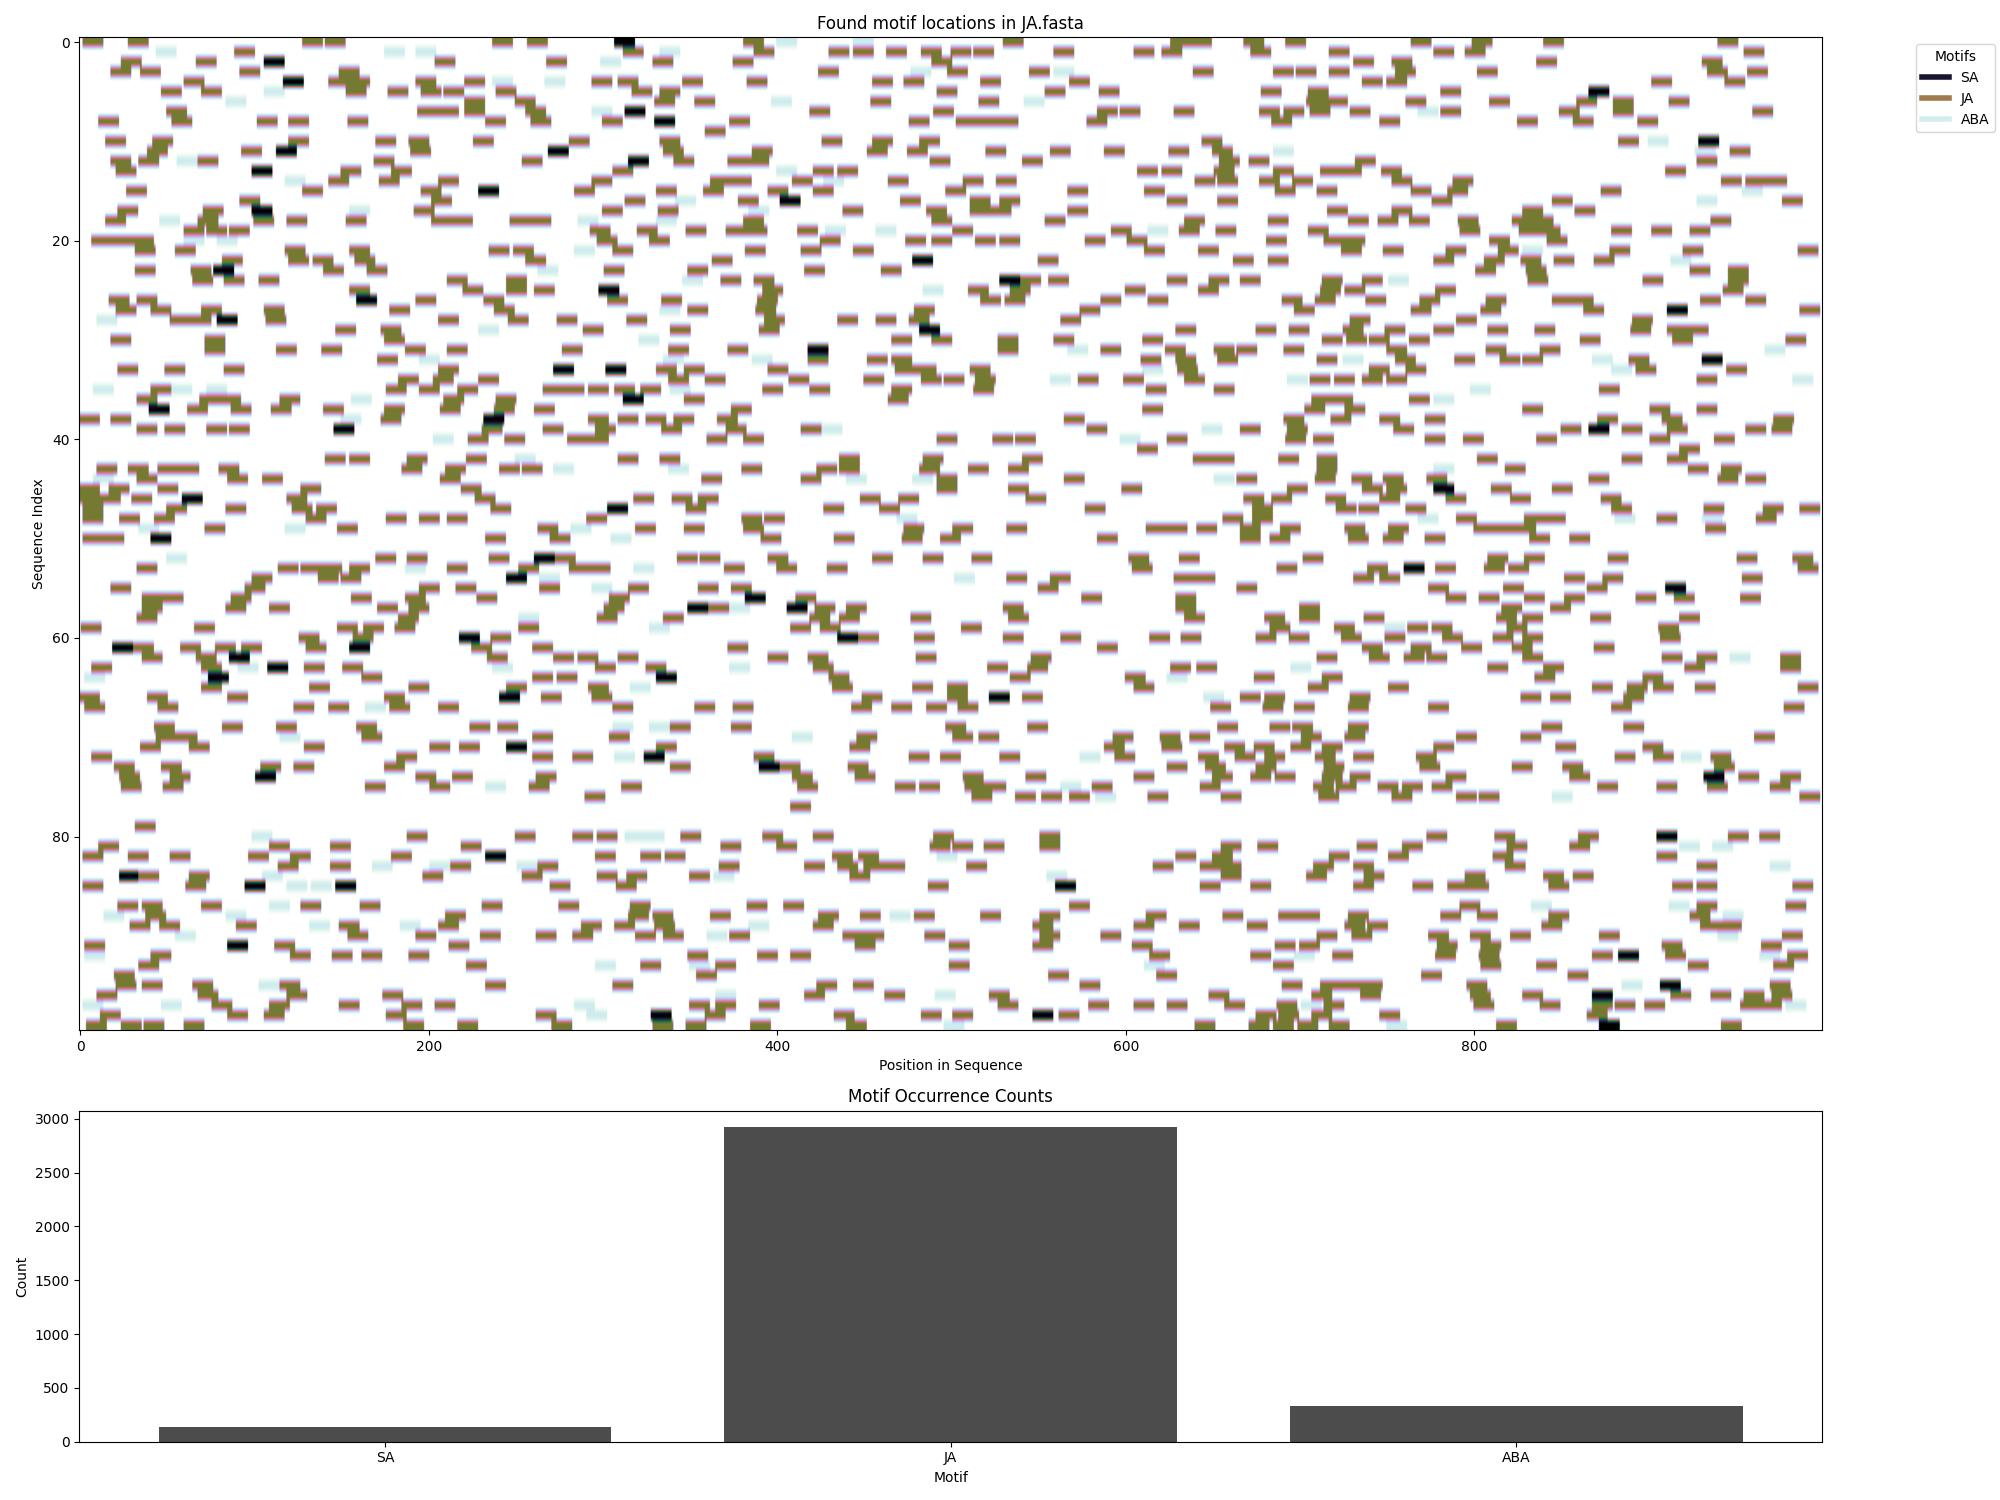 Found motif locations in JA.fasta
Motifs
SA
JA
ABA
0
20
40
60
80
Sequence Index
0 200 400 600 800
Position in Sequence
Motif Occurrence Counts
3000
2500
2000
1500
1000
500
0
Count
SA JA ABA
Motif